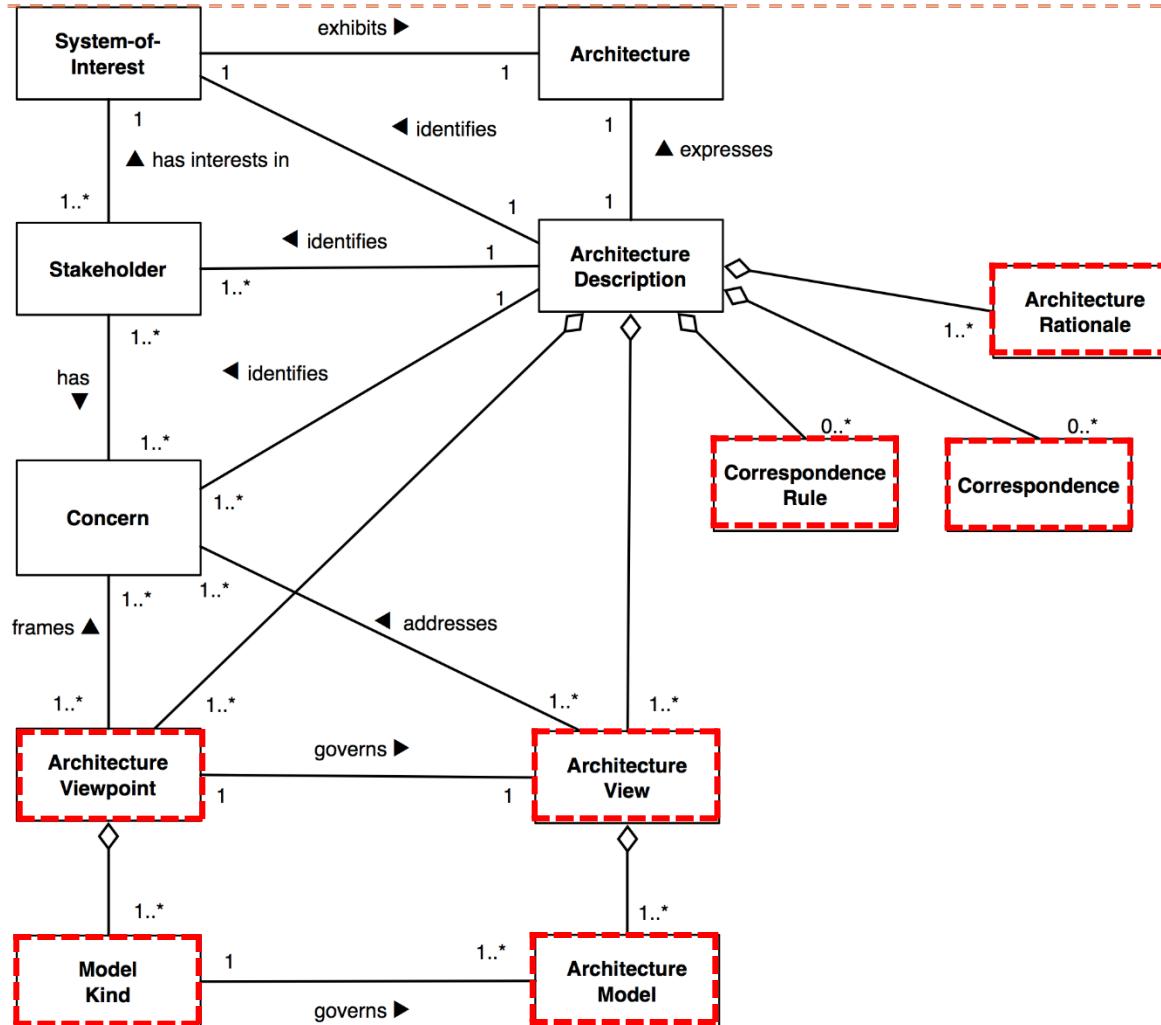 exhibits ►
System-of-
Interest
Architecture
1
1
1
1
◄ identifies
1
▲ has interests in
▲ expresses
1..*
1
1
Stakeholder
◄ identifies
1
1..*
Architecture
Description
1
1..*
Architecture
Rationale
1..*
has
▼
◄ identifies
1..*
1..*
0..*
0..*
Correspondence
Rule
Correspondence
Concern
1..*
1..*
frames ▲
◄ addresses
1..*
1..*
1..*
1..*
Architecture
Viewpoint
governs ►
1
1
Architecture
View
1..*
1..*
Model
Kind
1
1..*
governs ►
Architecture
Model